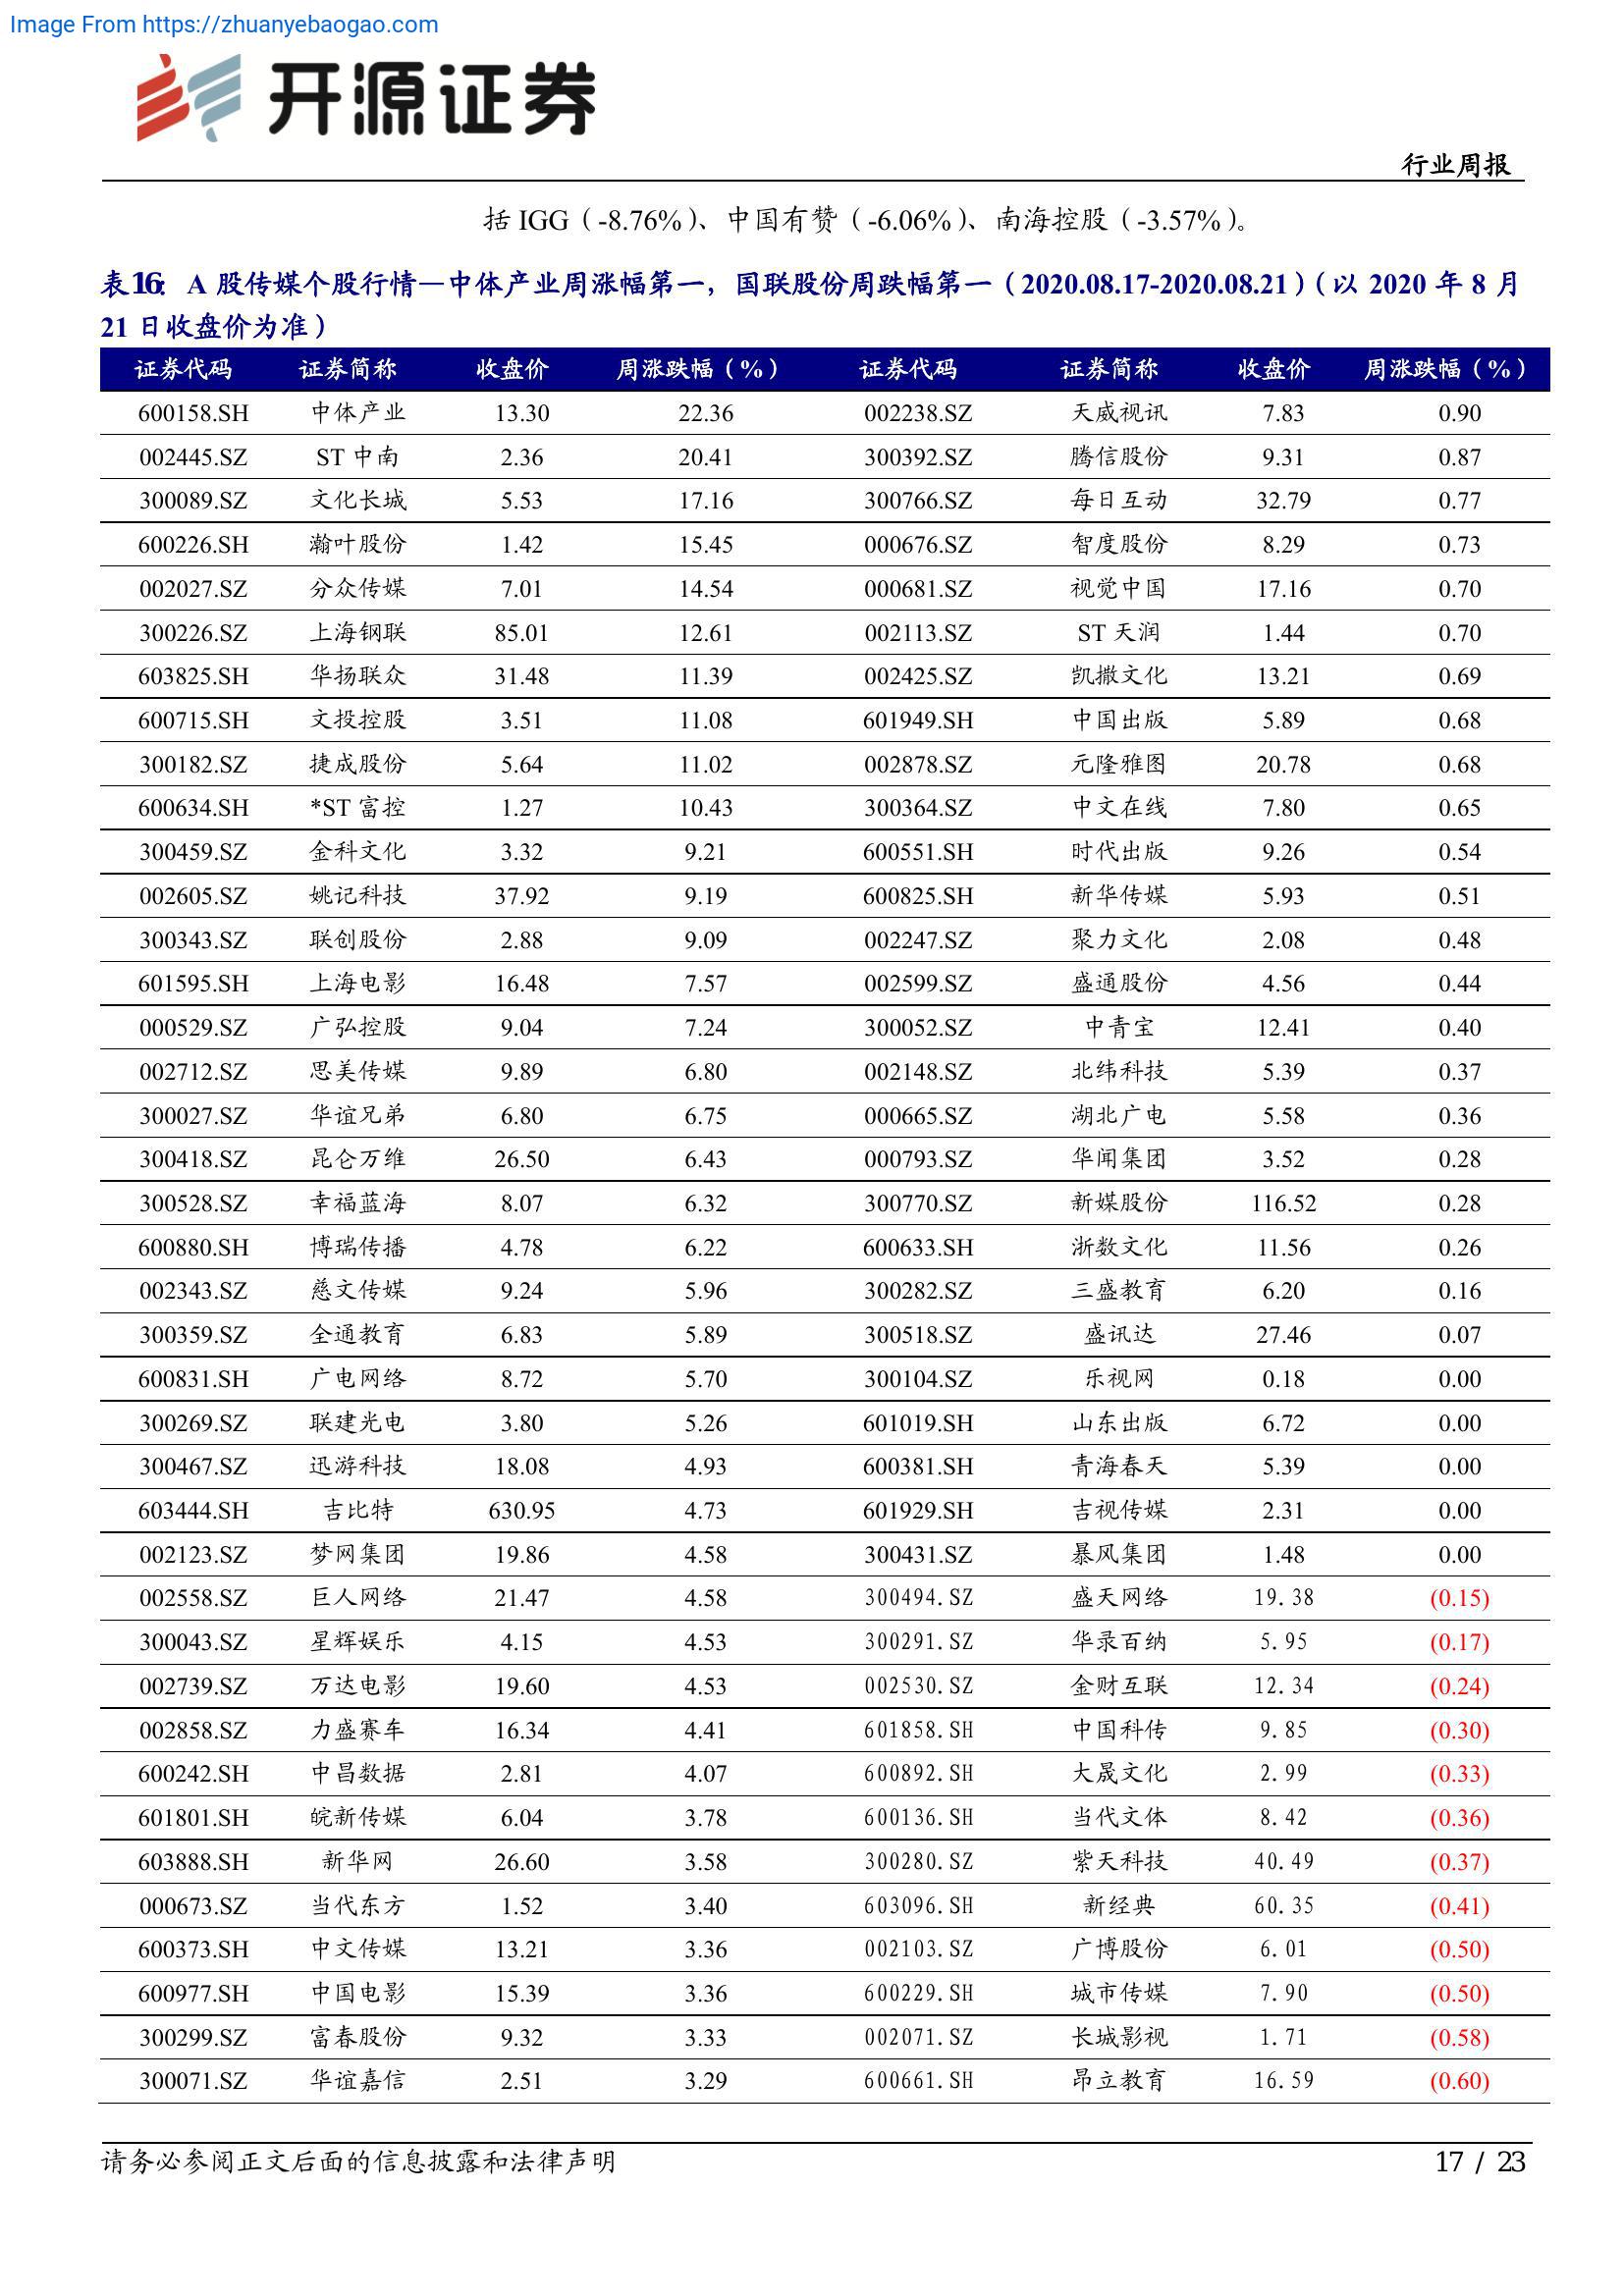 Image From https://zhuanyebaogao.com
开源证券
行业周报
括 IGG（-8.76%）、中国有赞（-6.06%）、南海控股（-3.57%）。
表16： A 股传媒个股行情—中体产业周涨幅第一，国联股份周跌幅第一（2020.08.17-2020.08.21）（以 2020 年 8 月
21 日收盘价为准）
证券代码 证券简称 收盘价 周涨跌幅（%） 证券代码 证券简称 收盘价 周涨跌幅（%）
600158.SH 中体产业 13.30 22.36 002238.SZ 天威视讯 7.83 0.90
002445.SZ ST 中南 2.36 20.41 300392.SZ 腾信股份 9.31 0.87
300089.SZ 文化长城 5.53 17.16 300766.SZ 每日互动 32.79 0.77
600226.SH 瀚叶股份 1.42 15.45 000676.SZ 智度股份 8.29 0.73
002027.SZ 分众传媒 7.01 14.54 000681.SZ 视觉中国 17.16 0.70
300226.SZ 上海钢联 85.01 12.61 002113.SZ ST 天润 1.44 0.70
603825.SH 华扬联众 31.48 11.39 002425.SZ 凯撒文化 13.21 0.69
600715.SH 文投控股 3.51 11.08 601949.SH 中国出版 5.89 0.68
300182.SZ 捷成股份 5.64 11.02 002878.SZ 元隆雅图 20.78 0.68
600634.SH *ST 富控 1.27 10.43 300364.SZ 中文在线 7.80 0.65
300459.SZ 金科文化 3.32 9.21 600551.SH 时代出版 9.26 0.54
002605.SZ 姚记科技 37.92 9.19 600825.SH 新华传媒 5.93 0.51
300343.SZ 联创股份 2.88 9.09 002247.SZ 聚力文化 2.08 0.48
601595.SH 上海电影 16.48 7.57 002599.SZ 盛通股份 4.56 0.44
000529.SZ 广弘控股 9.04 7.24 300052.SZ 中青宝 12.41 0.40
002712.SZ 思美传媒 9.89 6.80 002148.SZ 北纬科技 5.39 0.37
300027.SZ 华谊兄弟 6.80 6.75 000665.SZ 湖北广电 5.58 0.36
300418.SZ 昆仑万维 26.50 6.43 000793.SZ 华闻集团 3.52 0.28
300528.SZ 幸福蓝海 8.07 6.32 300770.SZ 新媒股份 116.52 0.28
600880.SH 博瑞传播 4.78 6.22 600633.SH 浙数文化 11.56 0.26
002343.SZ 慈文传媒 9.24 5.96 300282.SZ 三盛教育 6.20 0.16
300359.SZ 全通教育 6.83 5.89 300518.SZ 盛讯达 27.46 0.07
600831.SH 广电网络 8.72 5.70 300104.SZ 乐视网 0.18 0.00
300269.SZ 联建光电 3.80 5.26 601019.SH 山东出版 6.72 0.00
300467.SZ 迅游科技 18.08 4.93 600381.SH 青海春天 5.39 0.00
603444.SH 吉比特 630.95 4.73 601929.SH 吉视传媒 2.31 0.00
002123.SZ 梦网集团 19.86 4.58 300431.SZ 暴风集团 1.48 0.00
002558.SZ 巨人网络 21.47 4.58 300494.SZ 盛天网络 19.38 (0.15)
300043.SZ 星辉娱乐 4.15 4.53 300291.SZ 华录百纳 5.95 (0.17)
002739.SZ 万达电影 19.60 4.53 002530.SZ 金财互联 12.34 (0.24)
002858.SZ 力盛赛车 16.34 4.41 601858.SH 中国科传 9.85 (0.30)
600242.SH 中昌数据 2.81 4.07 600892.SH 大晟文化 2.99 (0.33)
601801.SH 皖新传媒 6.04 3.78 600136.SH 当代文体 8.42 (0.36)
603888.SH 新华网 26.60 3.58 300280.SZ 紫天科技 40.49 (0.37)
000673.SZ 当代东方 1.52 3.40 603096.SH 新经典 60.35 (0.41)
600373.SH 中文传媒 13.21 3.36 002103.SZ 广博股份 6.01 (0.50)
600977.SH 中国电影 15.39 3.36 600229.SH 城市传媒 7.90 (0.50)
300299.SZ 富春股份 9.32 3.33 002071.SZ 长城影视 1.71 (0.58)
300071.SZ 华谊嘉信 2.51 3.29 600661.SH 昂立教育 16.59 (0.60)
请务必参阅正文后面的信息披露和法律声明 17 / 23